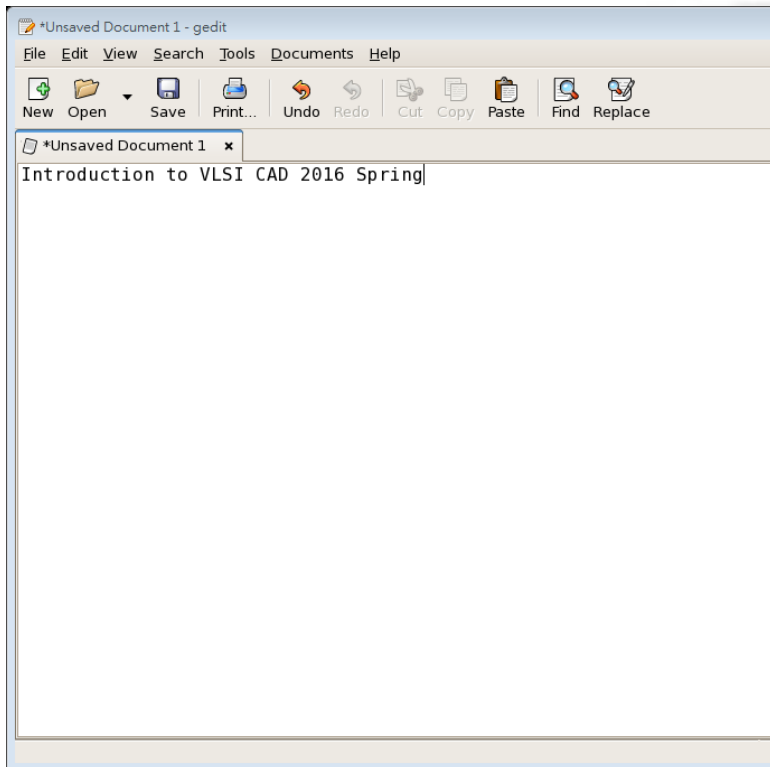 *Unsaved Document 1 - gedit
File Edit View Search Tools Documents Help
New Open Save Print... Undo Redo Cut Copy Paste Find Replace
*Unsaved Document 1
Introduction to VLSI CAD 2016 Spring